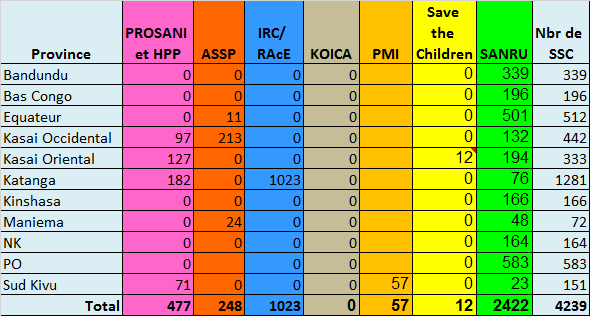 Province PROSANI et HPP ASSP IRC/ RAcE KOICA PMI Save the Children SANRU Nbr de SSC
Bandundu 0 0 0 0 0 339 339
Bas Congo 0 0 0 0 0 196 196
Equateur 0 11 0 0 0 501 512
Kasai Occidental 97 213 0 0 0 132 442
Kasai Oriental 127 0 0 0 12 194 333
Katanga 182 0 1023 0 0 76 1281
Kinshasa 0 0 0 0 0 166 166
Maniema 0 24 0 0 0 48 72
NK 0 0 0 0 0 164 164
PO 0 0 0 0 0 583 583
Sud Kivu 71 0 0 0 57 0 23 151
Total 477 248 1023 0 57 12 2422 4239